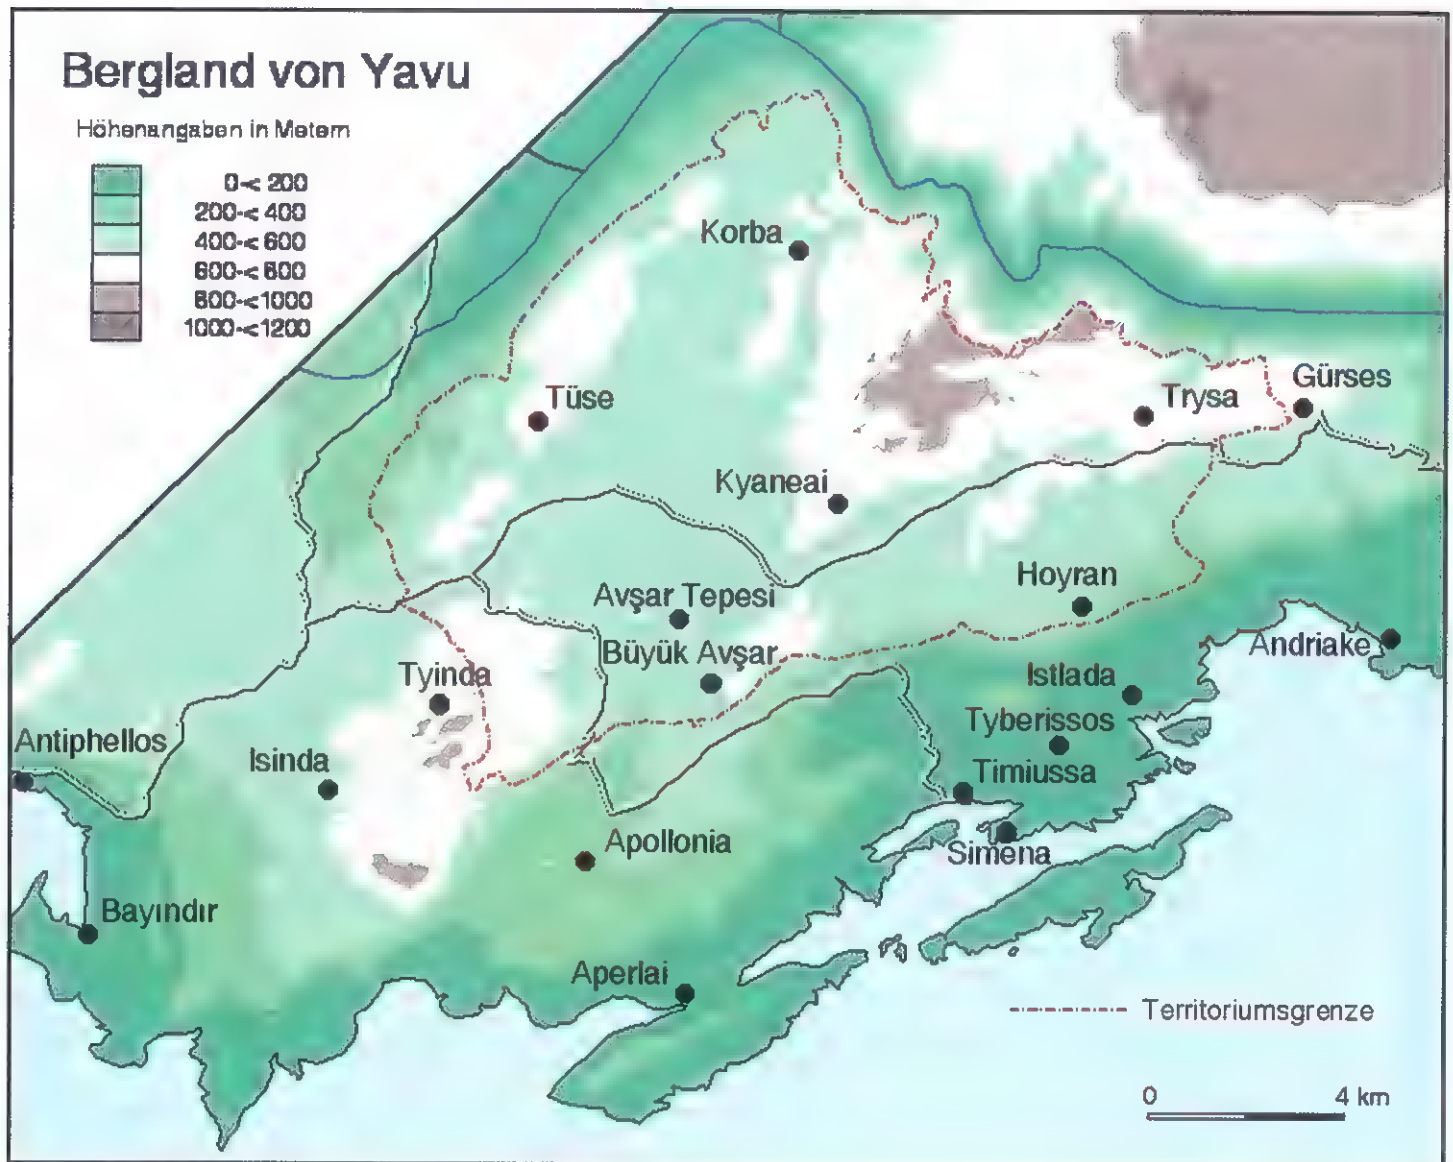 Bergland von Yavu
Höhenangaben in Metern
0-< 200
200-< 400
400-< 600
600-< 800
800-<1000
1000-<1200
Korba
Tüse
Trysa
Gürses
Kyaneai
Hoyran
Avşar Tepesi
Büyük Avşar
Andriake
Tyinda
Istlada
Tyberissos
Antiphellos
Isinda
Timiussa
Apollonia
Simena
Bayındır
Aperlai
Territoriumsgrenze
0 4 km